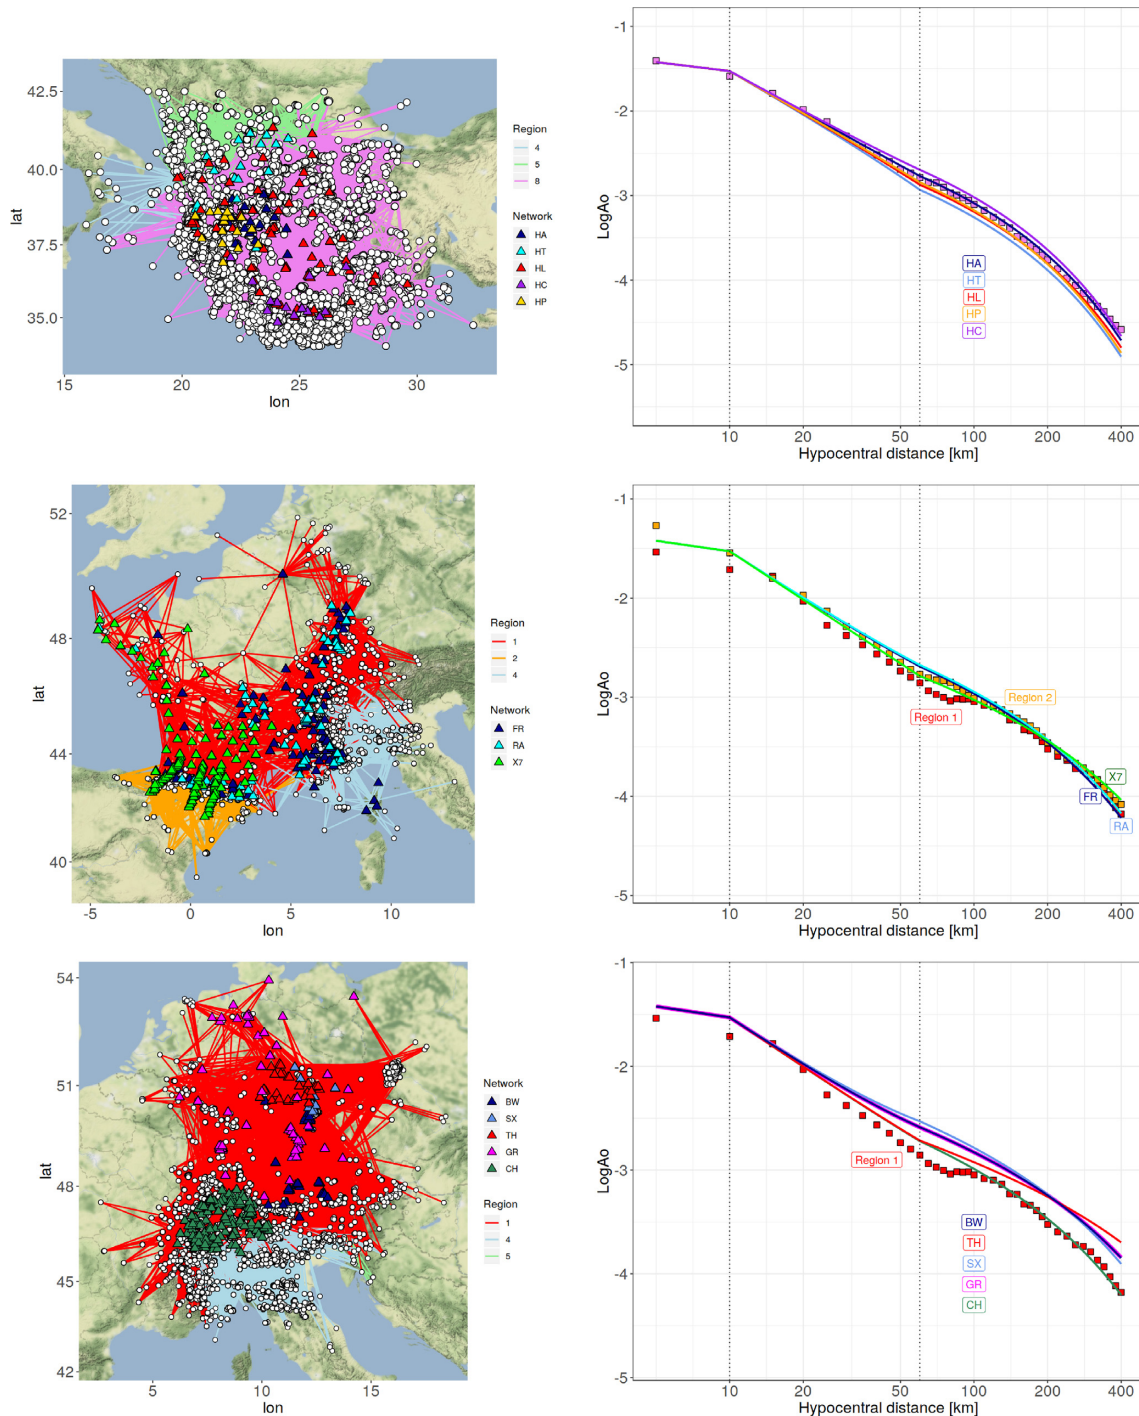 42.5
40.0
37.5
35.0
lat
15
20
25
30
lon
Region
4
5
8
Network
HA
HT
HL
HC
HP
-1
-2
-3
-4
-5
LogAo
HA
HT
HL
HP
HC
10
20
50
100
200
400
Hypocentral distance [km]
52
48
44
40
lat
-5
0
5
10
lon
Region
1
2
4
Network
FR
RA
X7
-1
-2
-3
-4
-5
LogAo
Region 2
Region 1
X7
FR
RA
10
20
50
100
200
400
Hypocentral distance [km]
54
51
48
45
42
lat
5
10
15
lon
Network
BW
SX
TH
GR
CH
Region
1
4
5
-1
-2
-3
-4
-5
LogAo
Region 1
BW
TH
SX
GR
CH
10
20
50
100
200
400
Hypocentral distance [km]